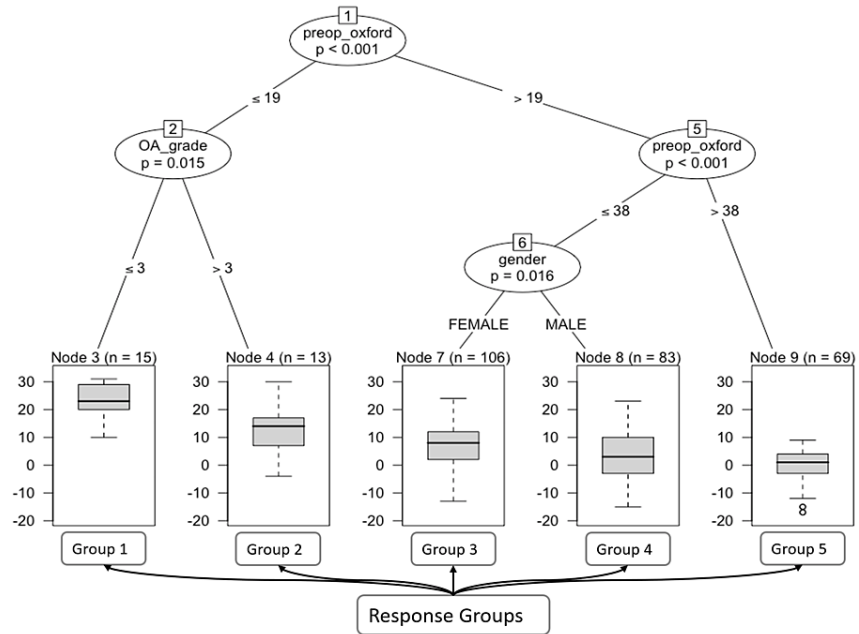 1
preop_oxford
p < 0.001
≤ 19
> 19
2
OA_grade
p = 0.015
5
preop_oxford
p < 0.001
≤ 38
> 38
6
gender
p = 0.016
≤ 3
> 3
FEMALE
MALE
Node 3 (n = 15)
30
20
10
0
-10
-20
Node 4 (n = 13)
30
20
10
0
-10
-20
Node 7 (n = 106)
30
20
10
0
-10
-20
Node 8 (n = 83)
30
20
10
0
-10
-20
Node 9 (n = 69)
30
20
10
0
-10
-20
Group 1
Group 2
Group 3
Group 4
Group 5
Response Groups